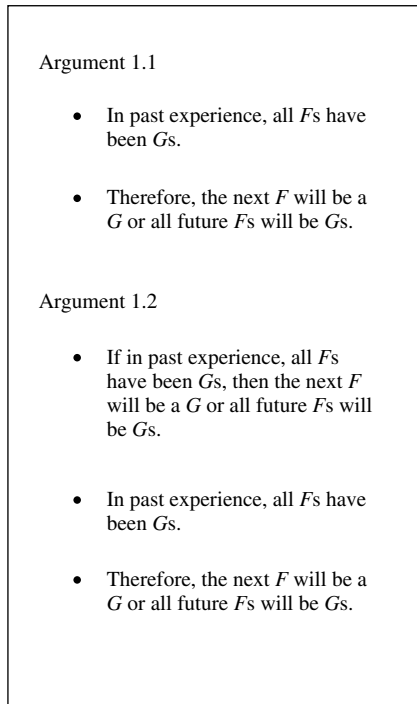 Argument 1.1
• In past experience, all Fs have
been Gs.
• Therefore, the next F will be a
G or all future Fs will be Gs.
Argument 1.2
• If in past experience, all Fs
have been Gs, then the next F
will be a G or all future Fs will
be Gs.
• In past experience, all Fs have
been Gs.
• Therefore, the next F will be a
G or all future Fs will be Gs.